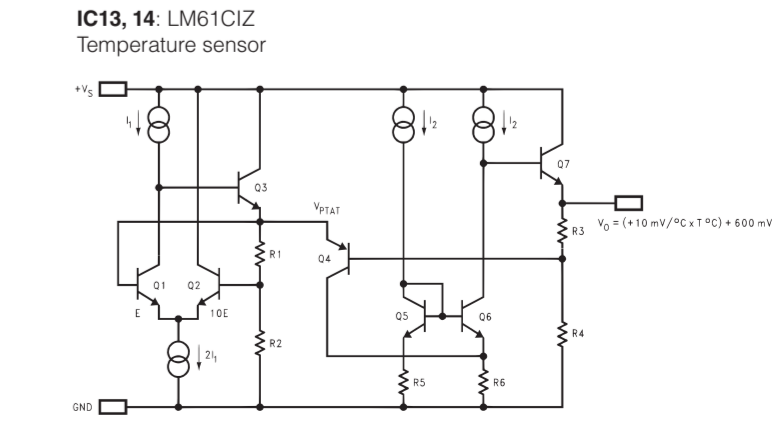 IC13, 14: LM61CIZ
Temperature sensor
+VS
I1
I2
I2
Q7
Q3
VPTAT
VO = (+10 mV/°C x T °C) + 600 mV
R3
R1
Q4
Q1
Q2
E
10E
Q5
Q6
R2
R4
2I1
R5
R6
GND